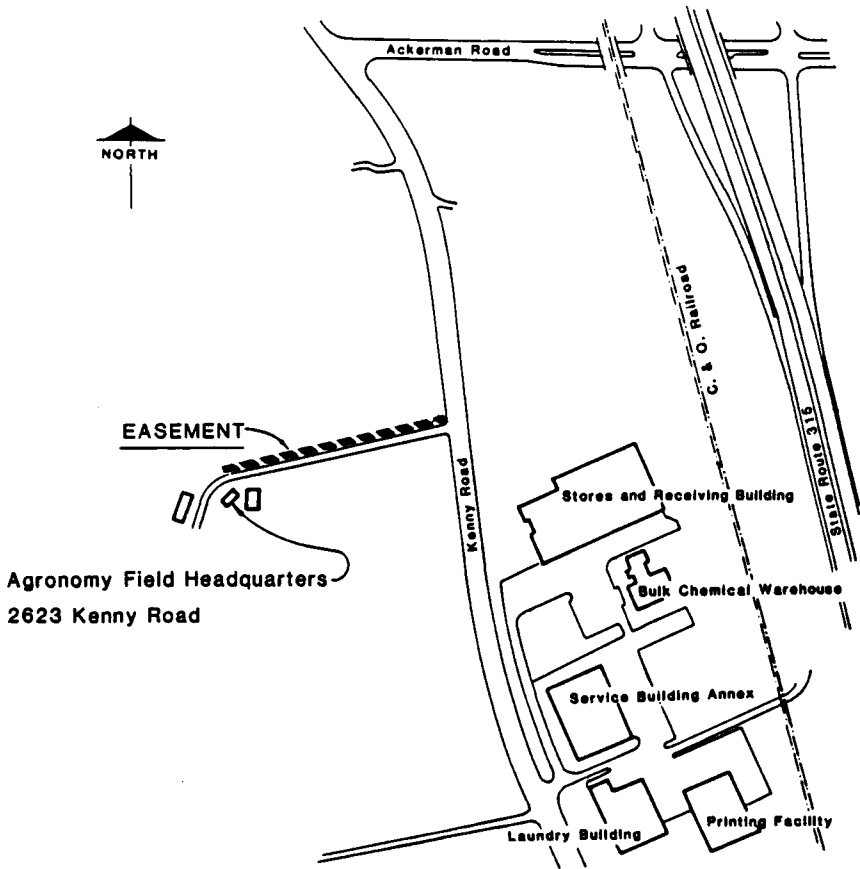 Ackerman Road
NORTH
C. & O. Railroad
State Route 315
EASEMENT
Kenny Road
Stores and Receiving Building
Agronomy Field Headquarters
2623 Kenny Road
Bulk Chemical Warehouse
Service Building Annex
Laundry Building
Printing Facility